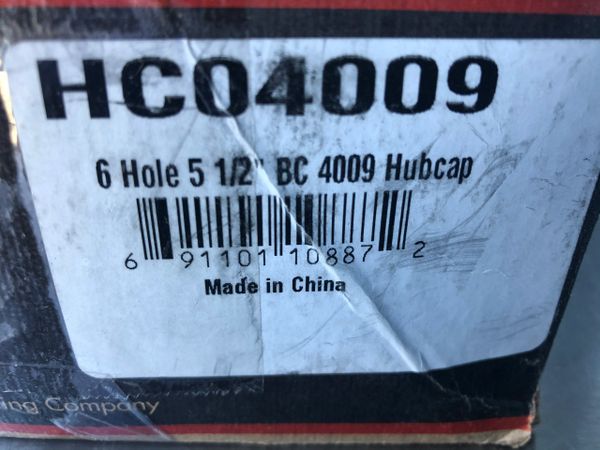 HC04009
6 Hole 5 1/2" BC 4009 Hubcap
6 91101 10887 2
Made in China
Company